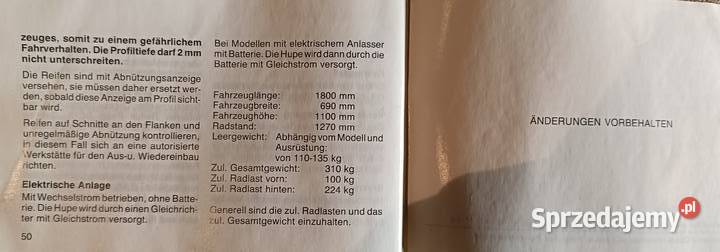 zeuges, somit zu einem gefährlichem
Fahrverhalten. Die Profiltiefe darf 2 mm
nicht unterschreiten.
Die Reifen sind mit Abnützungsanzeige
versehen, sie müssen daher ersetzt wer-
den, sobald diese Anzeige am Profil sicht-
bar wird.
Reifen auf Schnitte an den Flanken und
unregelmäßige Abnützung kontrollieren,
in diesem Fall sich an eine autorisierte
Werkstätte für den Aus-u. Wiedereinbau
richten.
Elektrische Anlage
Mit Wechselstrom betrieben, ohne Batte-
rie. Die Hupe wird durch einen Gleichrich-
ter mit Gleichstrom versorgt.
50
Bei Modellen mit elektrischem Anlasser
mit Batterie. Die Hupe wird dann durch die
Batterie mit Gleichstrom versorgt.
Fahrzeuglänge: 1800 mm
Fahrzeugbreite: 690 mm
Fahrzeughöhe: 1100 mm
Radstand: 1270 mm
Leergewicht: Abhängig vom Modell und
Ausrüstung:
von 110-135 kg
Zul. Gesamtgewicht: 310 kg
Zul. Radlast vorn: 100 kg
Zul. Radlast hinten: 224 kg
Generell sind die zul. Radlasten und das
zul. Gesamtgewicht einzuhalten.
ÄNDERUNGEN VORBEHALTEN
Sprzedajemy.pl